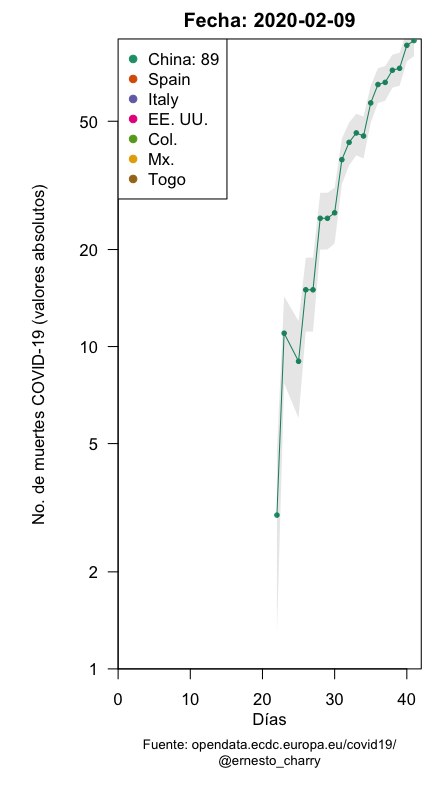 Fecha: 2020-02-09
China: 89
Spain
Italy
EE. UU.
Col.
Mx.
Togo
No. de muertes COVID-19 (valores absolutos)
50
20
10
5
2
1
0
10
20
30
40
Días
Fuente: opendata.ecdc.europa.eu/covid19/
@ernesto_charry